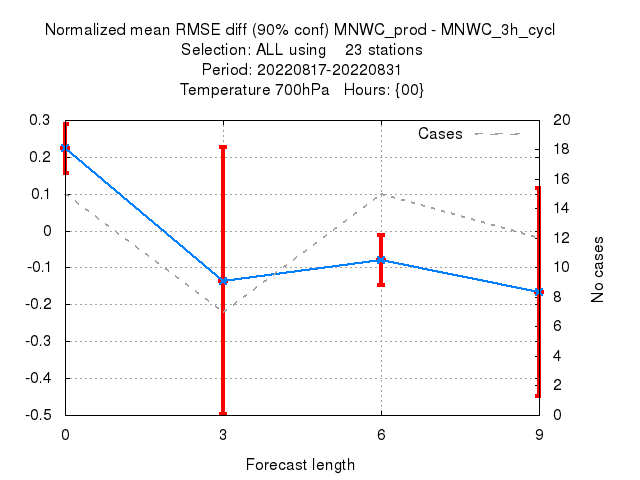 Normalized mean RMSE diff (90% conf) MNWC_prod - MNWC_3h_cycl
Selection: ALL using 23 stations
Period: 20220817-20220831
Temperature 700hPa Hours: {00}
Cases
0.3
0.2
0.1
0
-0.1
-0.2
-0.3
-0.4
-0.5
20
18
16
14
12
10
8
6
4
2
0
No cases
0 3 6 9
Forecast length